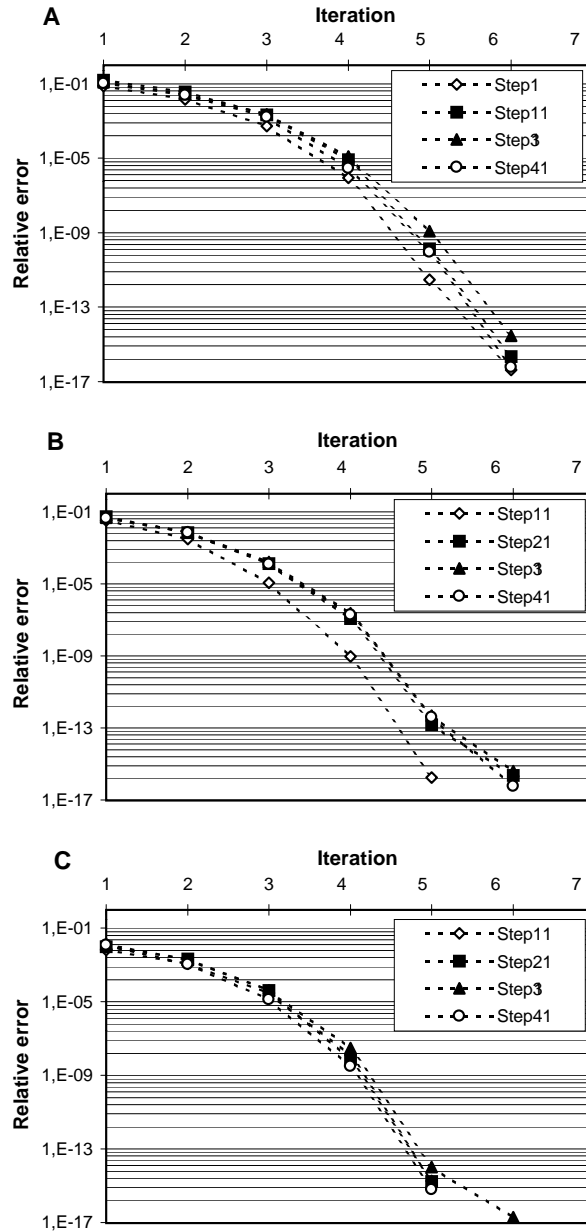 A
Iteration
1 2 3 4 5 6 7
Relative error
1,E-01
1,E-05
1,E-09
1,E-13
1,E-17
Step1
Step11
Step3
Step41
B
Iteration
1 2 3 4 5 6 7
Relative error
1,E-01
1,E-05
1,E-09
1,E-13
1,E-17
Step11
Step21
Step3
Step41
C
Iteration
1 2 3 4 5 6 7
Relative error
1,E-01
1,E-05
1,E-09
1,E-13
1,E-17
Step11
Step21
Step3
Step41